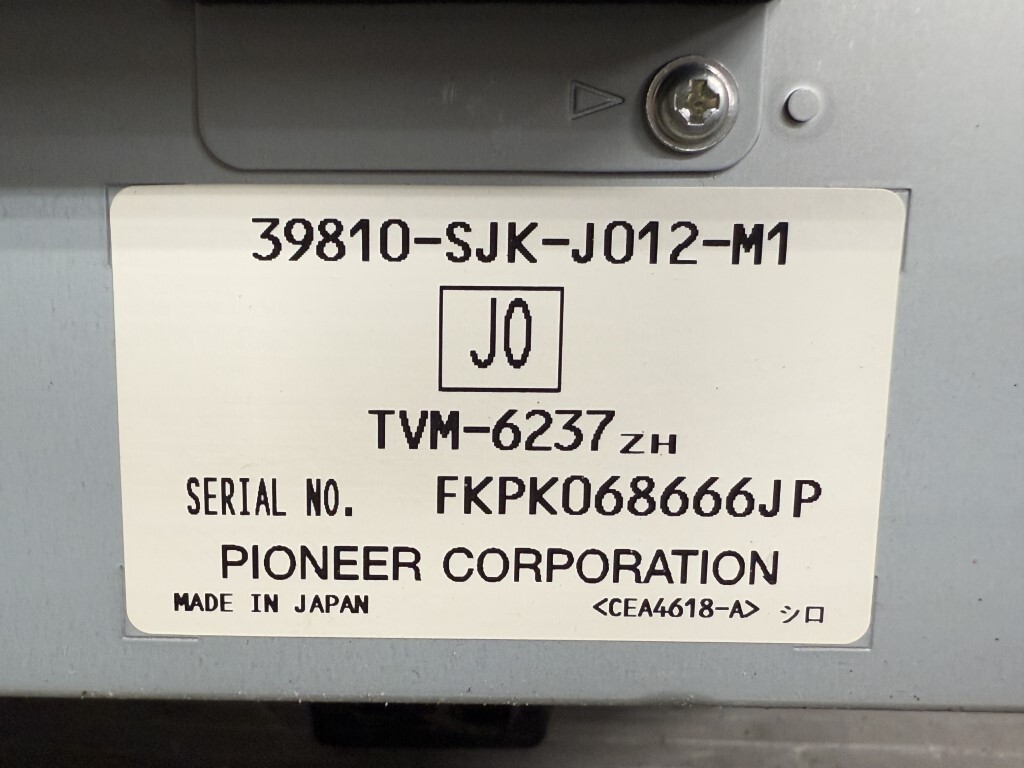 39810-SJK-J012-M1
J0
TVM-6237ZH
SERIAL NO. FKPK068666JP
PIONEER CORPORATION
MADE IN JAPAN <CEA4618-A> シロ